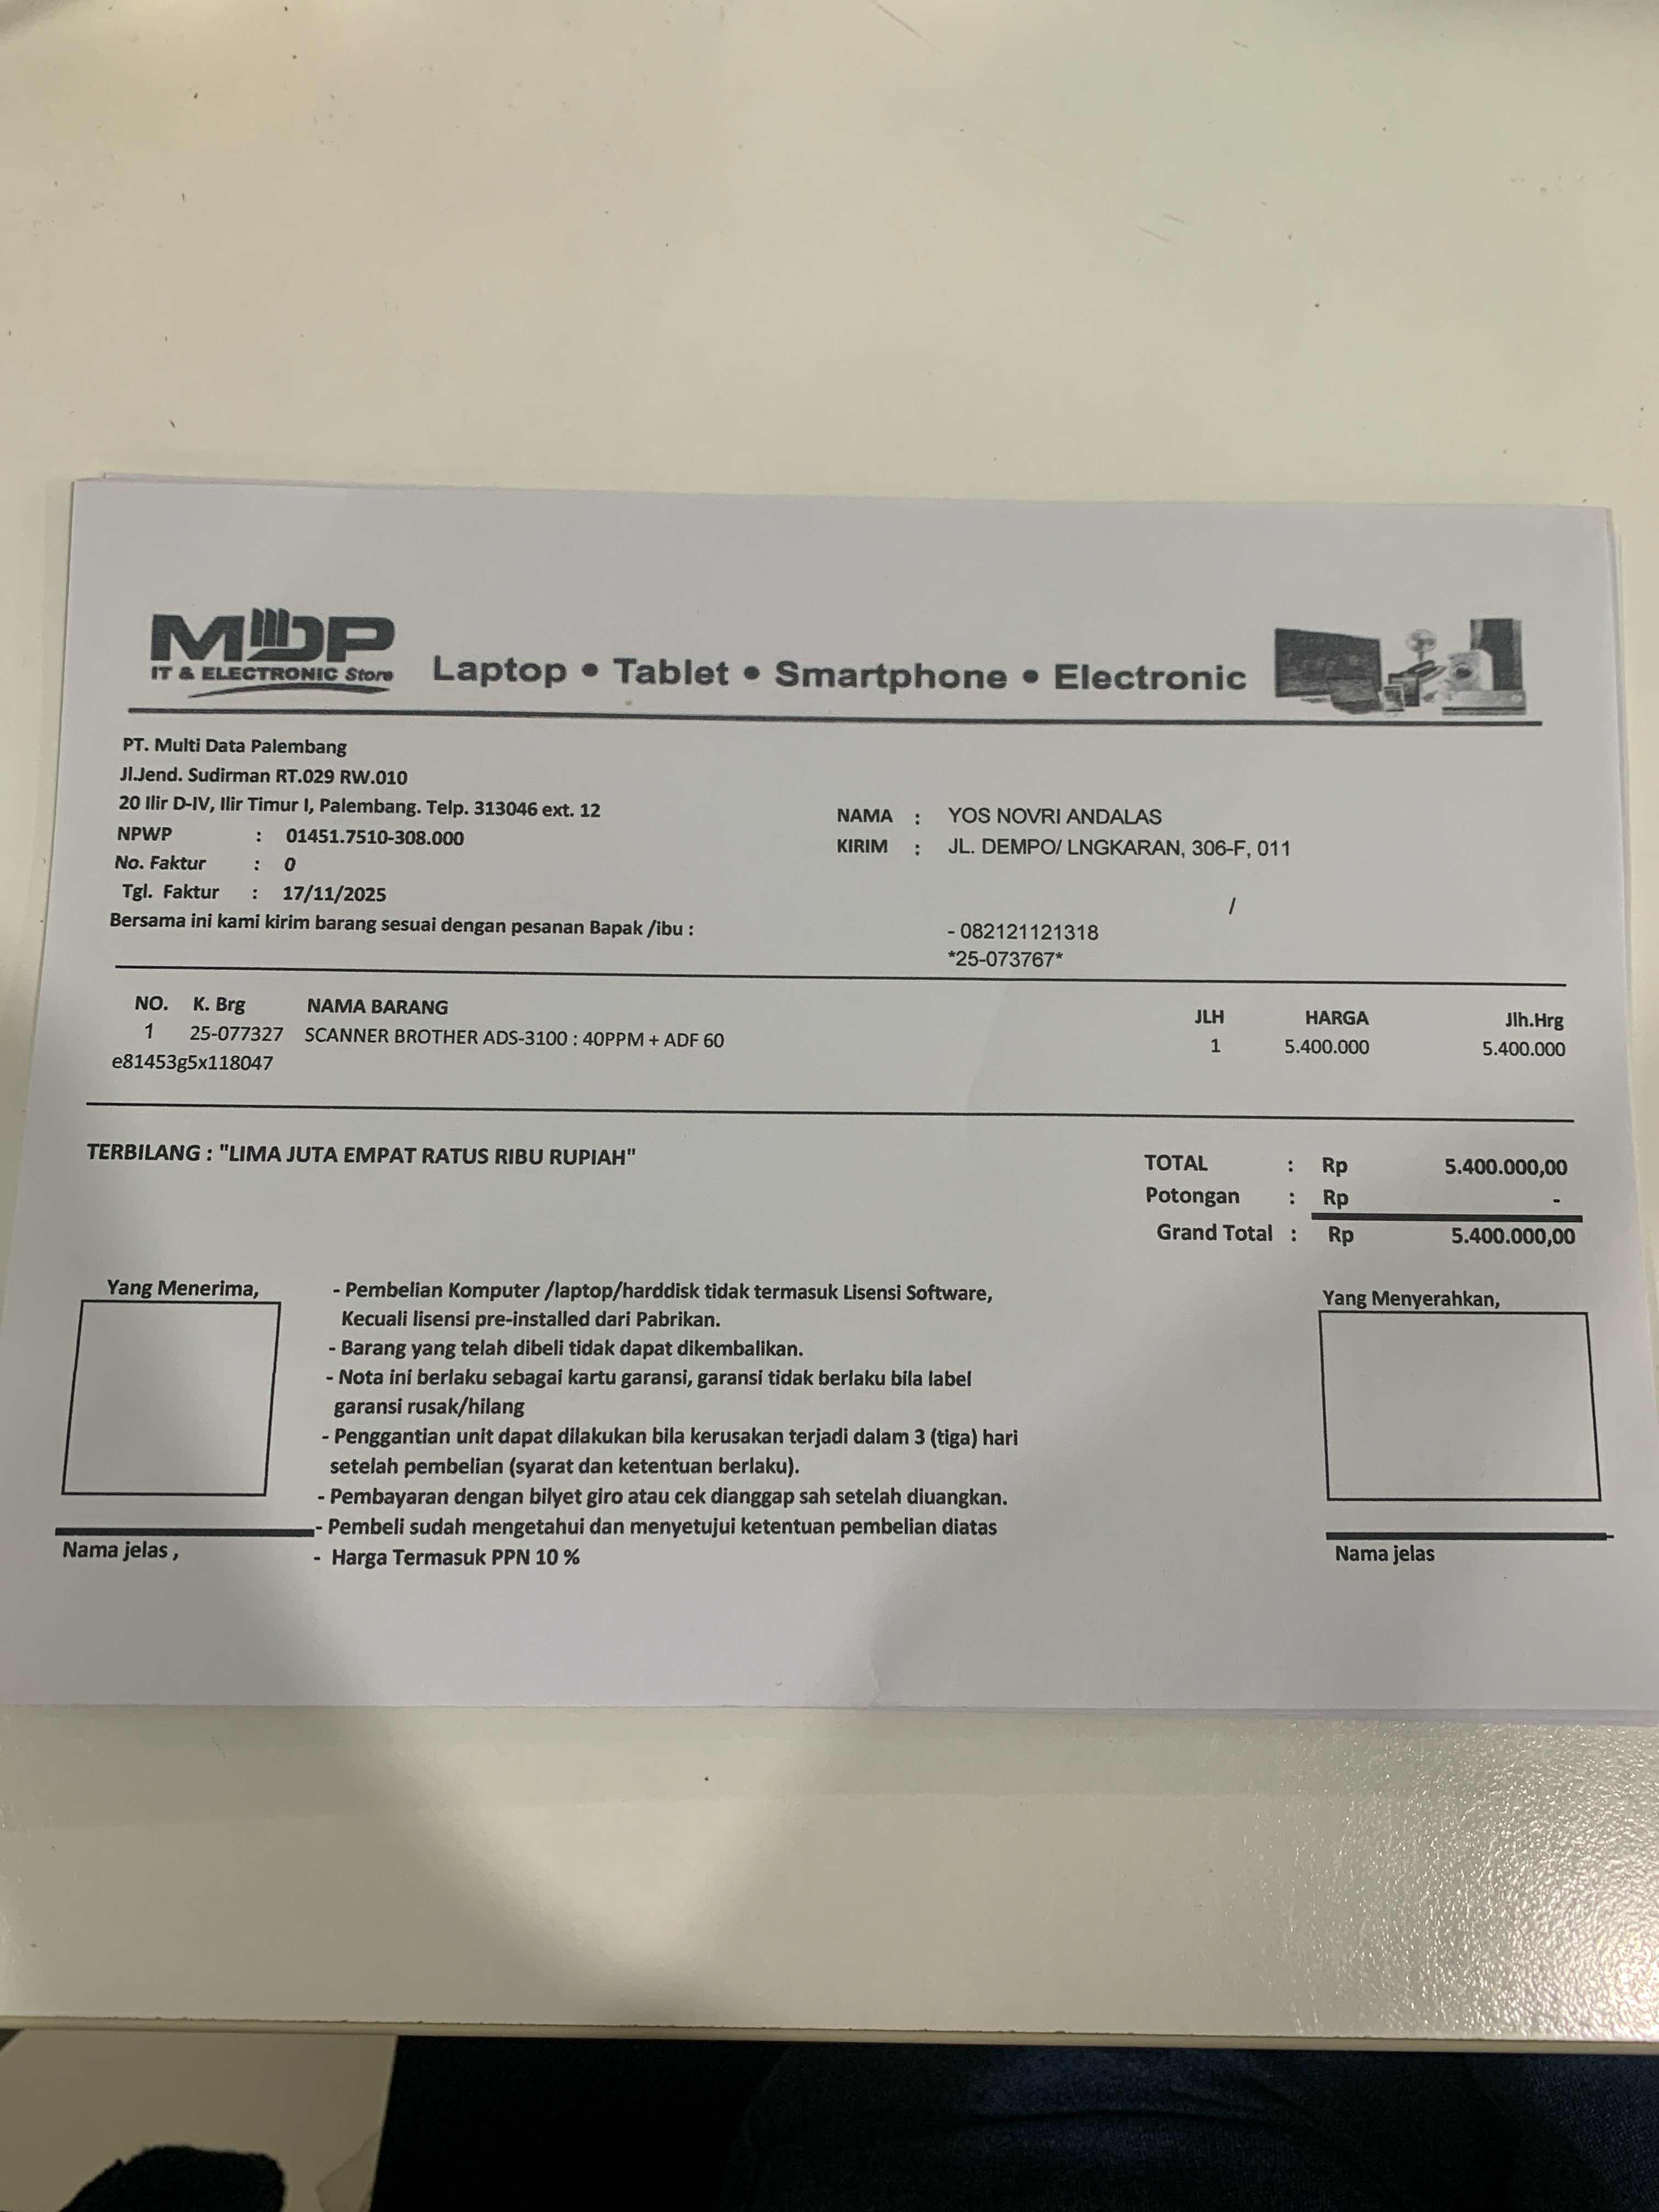 MDP
IT & ELECTRONIC Store
Laptop • Tablet • Smartphone • Electronic
PT. Multi Data Palembang
Jl.Jend. Sudirman RT.029 RW.010
20 Ilir D-IV, Ilir Timur I, Palembang. Telp. 313046 ext. 12
NPWP : 01451.7510-308.000
No. Faktur : 0
Tgl. Faktur : 17/11/2025
Bersama ini kami kirim barang sesuai dengan pesanan Bapak /ibu :
NAMA : YOS NOVRI ANDALAS
KIRIM : JL. DEMPO/ LNGKARAN, 306-F, 011
/
- 082121121318
*25-073767*
NO. K. Brg NAMA BARANG JLH HARGA Jlh.Hrg
1 25-077327 SCANNER BROTHER ADS-3100 : 40PPM + ADF 60 1 5.400.000 5.400.000
e81453g5x118047
TERBILANG : "LIMA JUTA EMPAT RATUS RIBU RUPIAH"
TOTAL : Rp 5.400.000,00
Potongan : Rp -
Grand Total : Rp 5.400.000,00
Yang Menerima,
- Pembelian Komputer /laptop/harddisk tidak termasuk Lisensi Software,
Kecuali lisensi pre-installed dari Pabrikan.
- Barang yang telah dibeli tidak dapat dikembalikan.
- Nota ini berlaku sebagai kartu garansi, garansi tidak berlaku bila label
garansi rusak/hilang
- Penggantian unit dapat dilakukan bila kerusakan terjadi dalam 3 (tiga) hari
setelah pembelian (syarat dan ketentuan berlaku).
- Pembayaran dengan bilyet giro atau cek dianggap sah setelah diuangkan.
- Pembeli sudah mengetahui dan menyetujui ketentuan pembelian diatas
- Harga Termasuk PPN 10 %
Nama jelas ,
Yang Menyerahkan,
Nama jelas